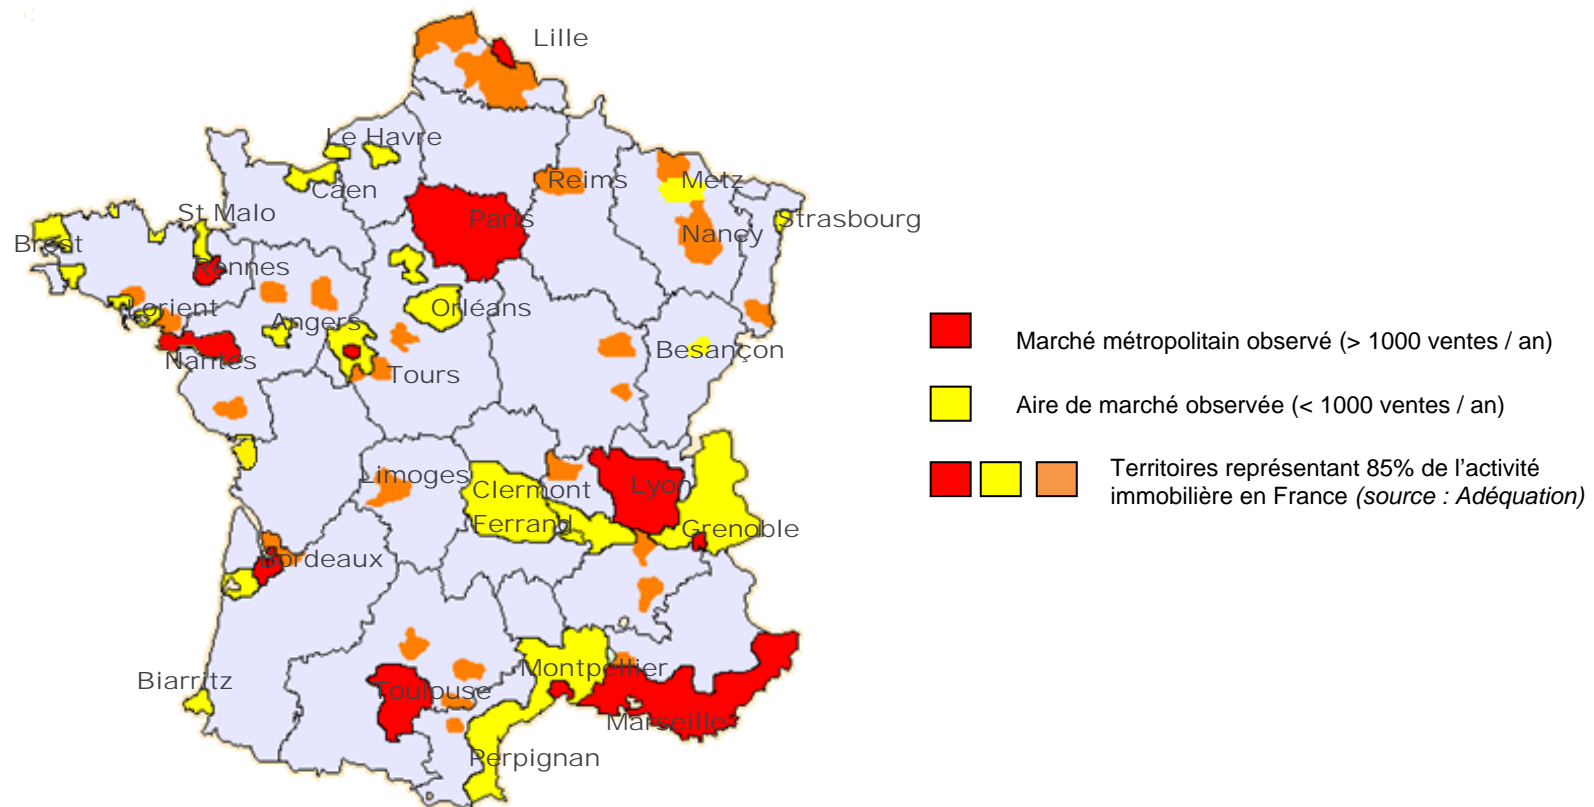 Lille
Le Havre
Caen
Reims
Metz
St Malo
Paris
Strasbourg
Brest
Nancy
Rennes
Lorient
Angers
Orléans
Nantes
Tours
Besançon
Limoges
Clermont
Ferrand
Lyon
Grenoble
Bordeaux
Biarritz
Toulouse
Montpellier
Marseille
Perpignan
Marché métropolitain observé (> 1000 ventes / an)
Aire de marché observée (< 1000 ventes / an)
Territoires représentant 85% de l’activité
immobilière en France (source : Adéquation)